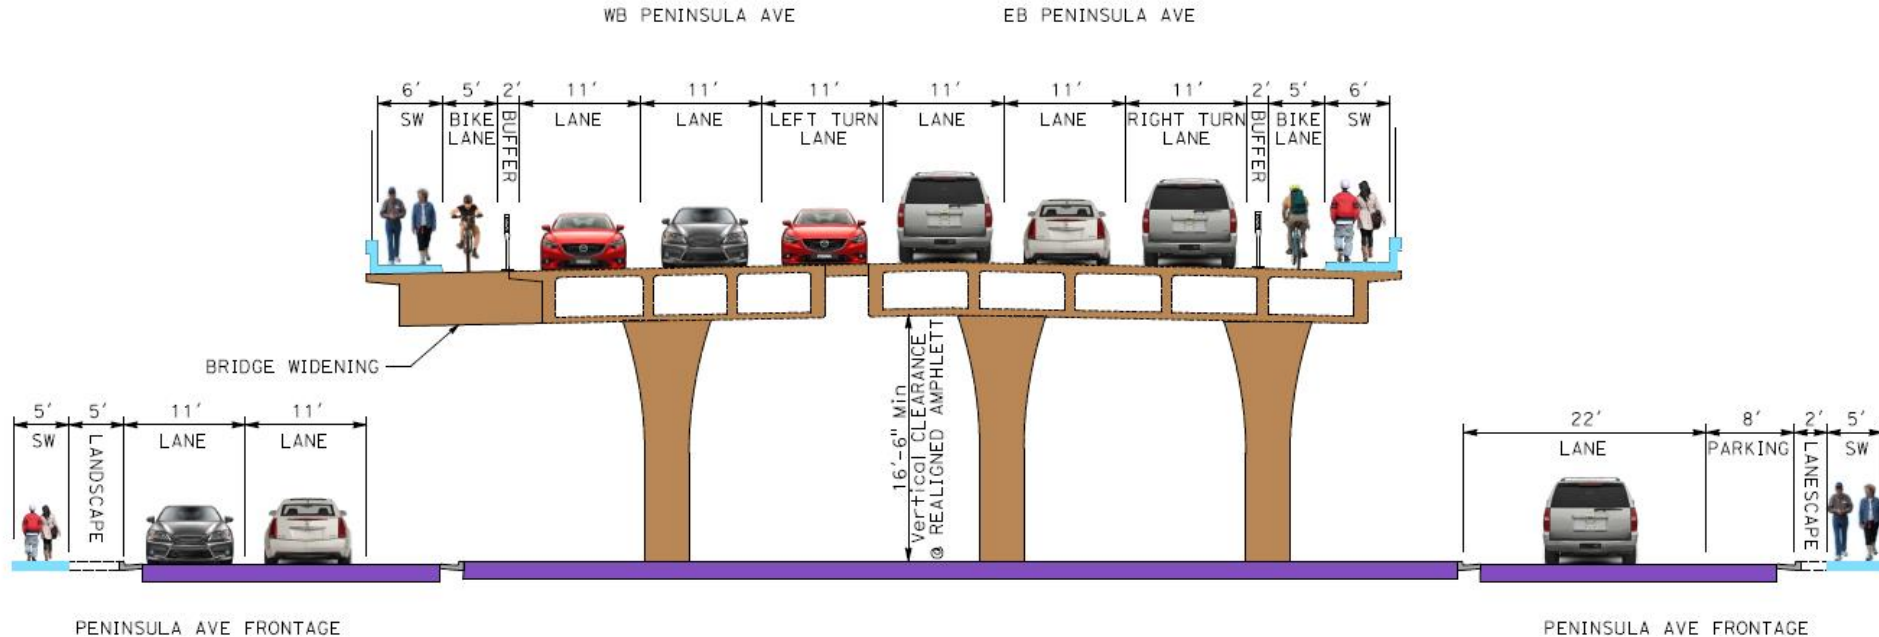 WB PENINSULA AVE
EB PENINSULA AVE
6' 5' 2' 11' 11' 11' 11' 11' 11' 2' 5' 6'
SW
BIKE
LANE
BUFFER
LANE
LANE
LEFT TURN
LANE
LANE
LANE
RIGHT TURN
LANE
BUFFER
BIKE
LANE
SW
BRIDGE WIDENING
16'-6" Min
Vertical CLEARANCE
@ REALIGNED AMPHLETT
5' 5' 11' 11'
SW
LANDSCAPE
LANE
LANE
22' 8' 2' 5'
LANE
PARKING
LANESCAPE
SW
PENINSULA AVE FRONTAGE
PENINSULA AVE FRONTAGE